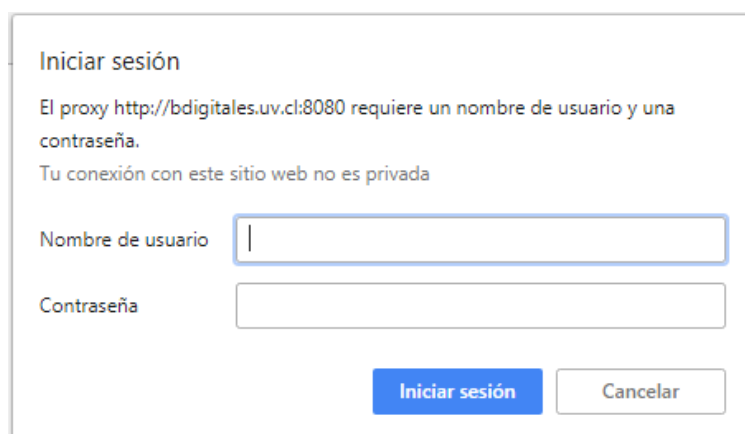 Iniciar sesión
El proxy http://bdigitales.uv.cl:8080 requiere un nombre de usuario y una
contraseña.
Tu conexión con este sitio web no es privada
Nombre de usuario
Contraseña
Iniciar sesión Cancelar